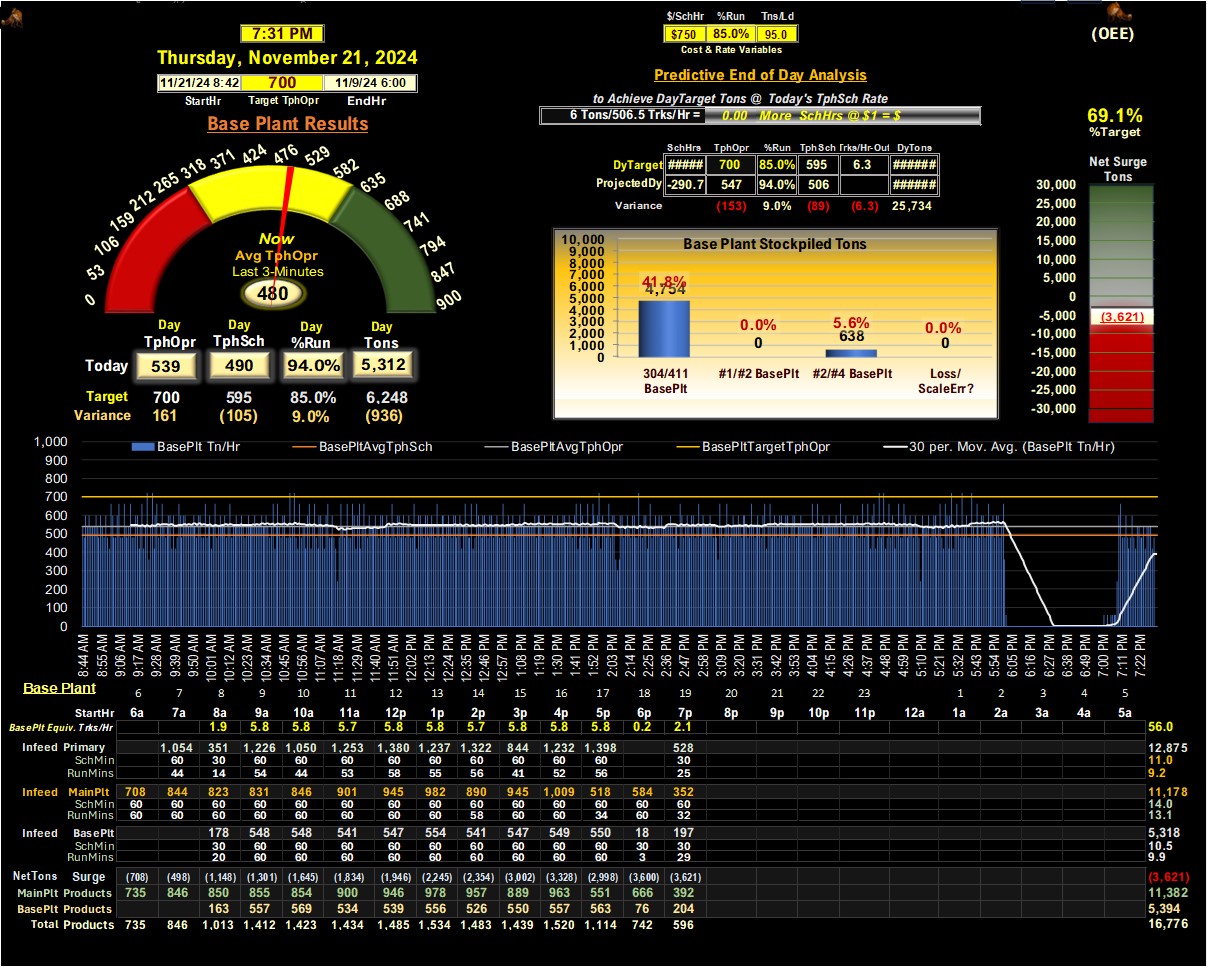 7:31 PM
Thursday, November 21, 2024
11/21/24 8:42 700 11/9/24 6:00
StartHr Target TphOpr EndHr
Base Plant Results
0 53 106 159 212 265 318 371 424 476 529 582 635 688 741 794 847 900
Now
Avg TphOpr
Last 3-Minutes
480
Day Day Day Day
TphOpr TphSch %Run Tons
Today 539 490 94.0% 5,312
Target 700 595 85.0% 6,248
Variance 161 (105) 9.0% (936)
$/SchHr %Run Tns/Ld
$750 85.0% 95.0
Cost & Rate Variables
Predictive End of Day Analysis
to Achieve DayTarget Tons @ Today's TphSch Rate
6 Tons/506.5 Trks/Hr = 0.00 More SchHrs @ $1 = $
SchHrs TphOpr %Run TphSch Trks/Hr-Out DyTons
DyTarget ##### 700 85.0% 595 6.3 ######
ProjectedDy -290.7 547 94.0% 506 ######
Variance (153) 9.0% (89) (6.3) 25,734
Base Plant Stockpiled Tons
10,000
9,000
8,000
7,000
6,000
5,000
4,000
3,000
2,000
1,000
0
41.8% 0.0% 5.6% 0.0%
4,754 0 638 0
304/411 BasePlt #1/#2 BasePlt #2/#4 BasePlt Loss/ ScaleErr?
(OEE)
69.1%
%Target
Net Surge
Tons
30,000
25,000
20,000
15,000
10,000
5,000
0
-5,000
(3,621)
-10,000
-15,000
-20,000
-25,000
-30,000
BasePlt Tn/Hr BasePltAvgTphSch BasePltAvgTphOpr BasePltTargetTphOpr 30 per. Mov. Avg. (BasePlt Tn/Hr)
1,000
900
800
700
600
500
400
300
200
100
0
8:44 AM 8:55 AM 9:06 AM 9:17 AM 9:28 AM 9:39 AM 9:50 AM 10:01 AM 10:12 AM 10:23 AM 10:34 AM 10:45 AM 10:56 AM 11:07 AM 11:18 AM 11:29 AM 11:40 AM 11:51 AM 12:02 PM 12:13 PM 12:24 PM 12:35 PM 12:46 PM 12:57 PM 1:08 PM 1:19 PM 1:30 PM 1:41 PM 1:52 PM 2:03 PM 2:14 PM 2:25 PM 2:36 PM 2:47 PM 2:58 PM 3:09 PM 3:20 PM 3:31 PM 3:42 PM 3:53 PM 4:04 PM 4:15 PM 4:26 PM 4:37 PM 4:48 PM 4:59 PM 5:10 PM 5:21 PM 5:32 PM 5:43 PM 5:54 PM 6:05 PM 6:16 PM 6:27 PM 6:38 PM 6:49 PM 7:00 PM 7:11 PM 7:22 PM
Base Plant 6 7 8 9 10 11 12 13 14 15 16 17 18 19 20 21 22 23 1 2 3 4 5
StartHr 6a 7a 8a 9a 10a 11a 12p 1p 2p 3p 4p 5p 6p 7p 8p 9p 10p 11p 12a 1a 2a 3a 4a 5a
BasePlt Equiv. Trks/Hr 1.9 5.8 5.8 5.7 5.8 5.8 5.7 5.8 5.8 5.8 0.2 2.1 56.0
Infeed Primary 1,054 351 1,226 1,050 1,253 1,380 1,237 1,322 844 1,232 1,398 528 12,875
SchMin 60 30 60 60 60 60 60 60 60 60 60 30 11.0
RunMins 44 14 54 44 53 58 55 56 41 52 56 25 9.2
Infeed MainPlt 708 844 823 831 846 901 945 982 890 945 1,009 518 584 352 11,178
SchMin 60 60 60 60 60 60 60 60 60 60 60 60 60 60 14.0
RunMins 60 60 60 60 60 60 60 60 58 60 60 34 60 32 13.1
Infeed BasePlt 178 548 548 541 547 554 541 547 549 550 18 197 5,318
SchMin 30 60 60 60 60 60 60 60 60 60 30 30 10.5
RunMins 20 60 60 60 60 60 60 60 60 60 3 29 9.9
NetTons Surge (708) (498) (1,148) (1,301) (1,645) (1,834) (1,946) (2,245) (2,354) (3,002) (3,328) (2,998) (3,600) (3,621) (3,621)
MainPlt Products 735 846 850 855 854 900 946 978 957 889 963 551 666 392 11,382
BasePlt Products 163 557 569 534 539 556 526 550 557 563 76 204 5,394
Total Products 735 846 1,013 1,412 1,423 1,434 1,485 1,534 1,483 1,439 1,520 1,114 742 596 16,776